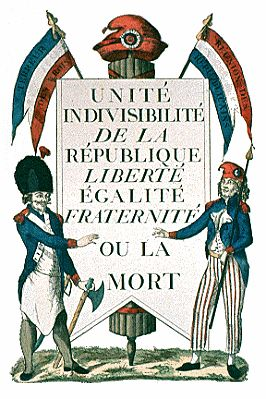 UNITÉ
INDIVISIBILITÉ
DE LA
RÉPUBLIQUE
LIBERTÉ
ÉGALITÉ
FRATERNITÉ
OU LA
MORT